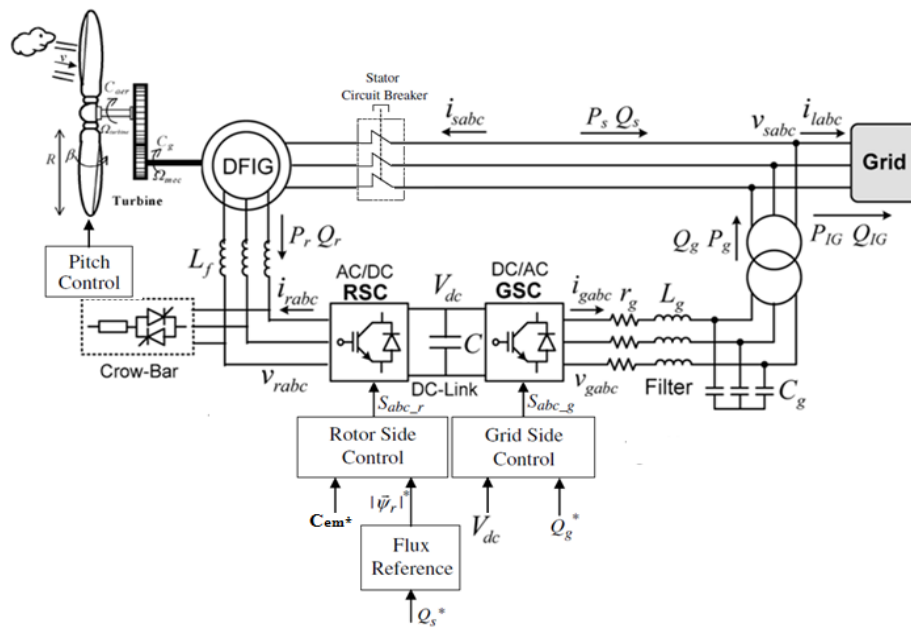 v
C_aer
Ω_turbine
R
β
C_g
Ω_mec
Turbine
Pitch
Control
DFIG
Stator
Circuit Breaker
i_sabc
P_s Q_s
v_sabc
i_labc
Grid
P_r Q_r
L_f
i_rabc
AC/DC
RSC
V_dc
C
DC-Link
DC/AC
GSC
i_gabc
r_g
L_g
Q_g P_g
P_IG Q_IG
Crow-Bar
v_rabc
v_gabc
Filter
C_g
S_abc_r
S_abc_g
Rotor Side
Control
Grid Side
Control
Cem*
|ψ⃗_r|*
V_dc
Q_g*
Flux
Reference
Q_s*